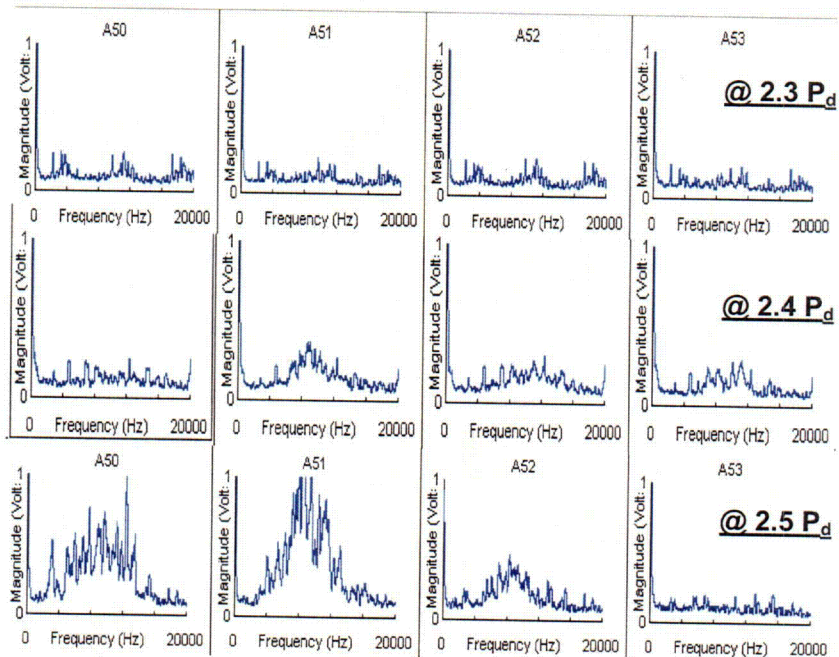 A50
A51
A52
A53
@ 2.3 Pd
1
1
1
1
Magnitude (Volt:
Magnitude (Volt:
Magnitude (Volt:
Magnitude (Volt:
0
0
0
0
0 Frequency (Hz) 20000
0 Frequency (Hz) 20000
0 Frequency (Hz) 20000
0 Frequency (Hz) 20000
@ 2.4 Pd
1
1
1
1
Magnitude (Volt:
Magnitude (Volt:
Magnitude (Volt:
Magnitude (Volt:
0
0
0
0
0 Frequency (Hz) 20000
0 Frequency (Hz) 20000
0 Frequency (Hz) 20000
0 Frequency (Hz) 20000
A50
A51
A52
A53
@ 2.5 Pd
1
1
1
1
Magnitude (Volt:
Magnitude (Volt:
Magnitude (Volt:
Magnitude (Volt:
0
0
0
0
0 Frequency (Hz) 20000
0 Frequency (Hz) 20000
0 Frequency (Hz) 20000
0 Frequency (Hz) 20000